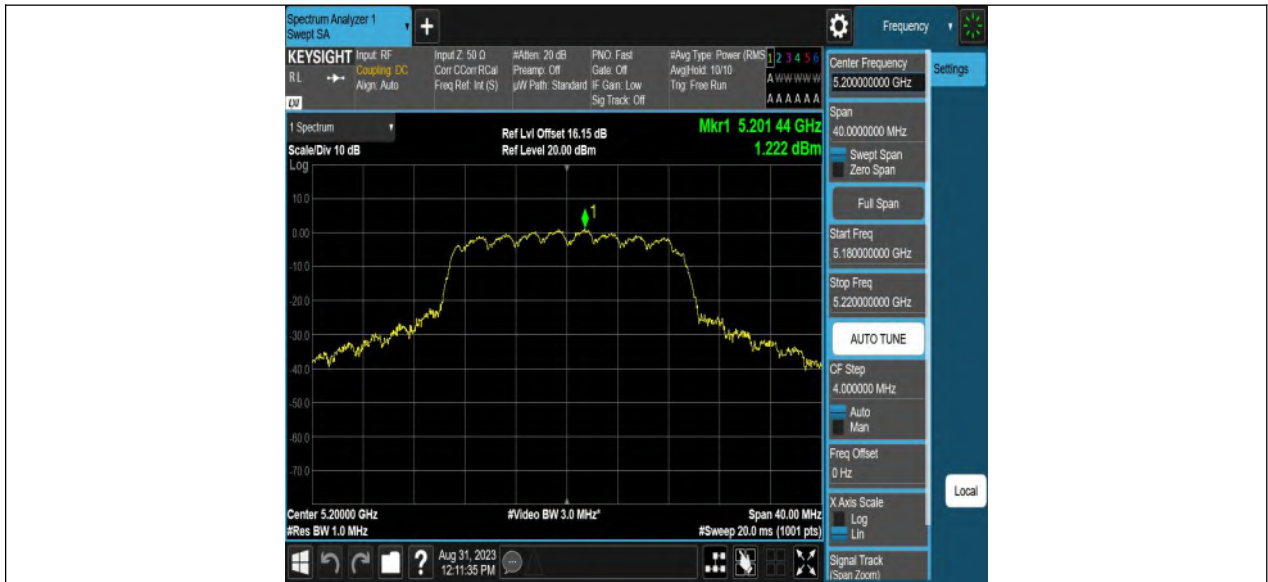 Spectrum Analyzer 1
Swept SA
+
Frequency
KEYSIGHT Input: RF Input Z: 50 Ω #Atten: 20 dB PNO: Fast #Avg Type: Power (RMS 1 2 3 4 5 6
RL Coupling: DC Corr CCorr RCal Preamp: Off Gate: Off Avg|Hold: 10/10 A W W W W W
Align: Auto Freq Ref: Int (S) µW Path: Standard IF Gain: Low Trig: Free Run
LXI Sig Track: Off A A A A A A
1 Spectrum
Scale/Div 10 dB
Ref Lvl Offset 16.15 dB
Ref Level 20.00 dBm
Mkr1 5.201 44 GHz
1.222 dBm
Log
10.0
0.00
-10.0
-20.0
-30.0
-40.0
-50.0
-60.0
-70.0
1
Center 5.20000 GHz #Video BW 3.0 MHz* Span 40.00 MHz
#Res BW 1.0 MHz #Sweep 20.0 ms (1001 pts)
? Aug 31, 2023
12:11:35 PM
Center Frequency
5.200000000 GHz
Settings
Span
40.0000000 MHz
Swept Span
Zero Span
Full Span
Start Freq
5.180000000 GHz
Stop Freq
5.220000000 GHz
AUTO TUNE
CF Step
4.000000 MHz
Auto
Man
Freq Offset
0 Hz
X Axis Scale
Log
Lin
Local
Signal Track
(Span Zoom)